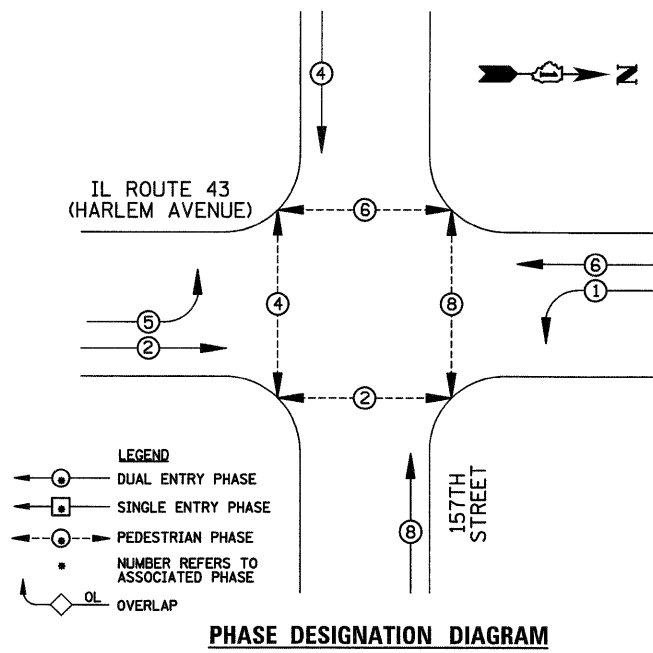 4
1
N
IL ROUTE 43
(HARLEM AVENUE)
6
6
1
4
8
5
2
2
8
157TH
STREET
LEGEND
* DUAL ENTRY PHASE
* SINGLE ENTRY PHASE
* PEDESTRIAN PHASE
* NUMBER REFERS TO
ASSOCIATED PHASE
OL OVERLAP
PHASE DESIGNATION DIAGRAM